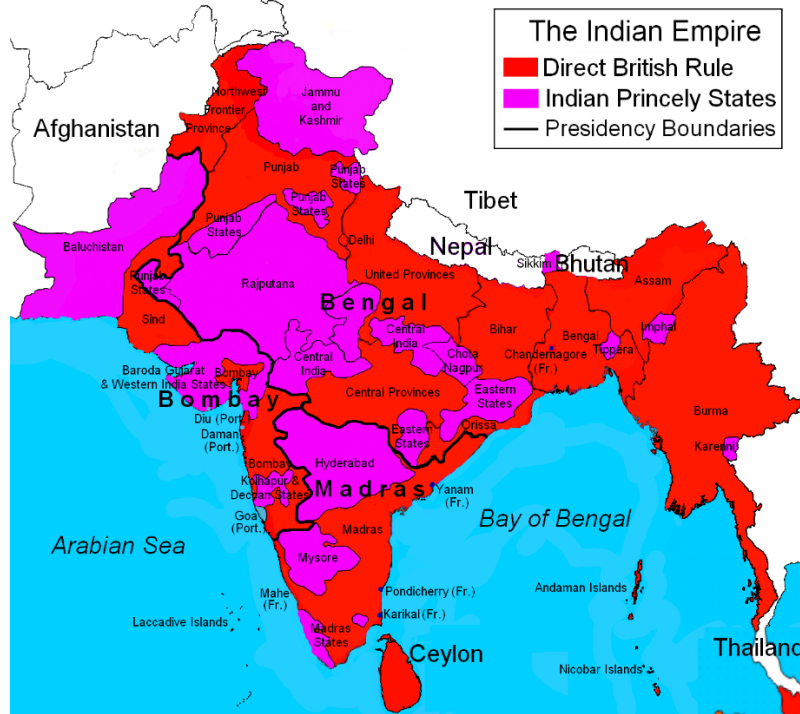 The Indian Empire
Direct British Rule
Indian Princely States
Presidency Boundaries
Northwest
Frontier
Province
Jammu
and
Kashmir
Afghanistan
Punjab
Punjab
States
Punjab
States
Punjab
States
Tibet
Nepal
Baluchistan
Delhi
Sikkim
Bhutan
Punjab
States
Rajputana
United Provinces
Assam
Bengal
Sind
Central
India
Bihar
Bengal
Imphal
Baroda Gujarat
& Western India States
Bombay
Central
India
Chota
Nagpur
Chandernagore
(Fr.)
Tippera
Bombay
Central Provinces
Eastern
States
Burma
Diu (Port.)
Daman
(Port.)
Eastern
States
Orissa
Karenni
Bombay
Hyderabad
Kolhapur &
Deccan States
Madras
Yanam
(Fr.)
Goa
(Port.)
Madras
Bay of Bengal
Arabian Sea
Mysore
Mahe
(Fr.)
Pondicherry (Fr.)
Andaman Islands
Laccadive Islands
Karikal (Fr.)
Madras
States
Ceylon
Thailand
Nicobar Islands